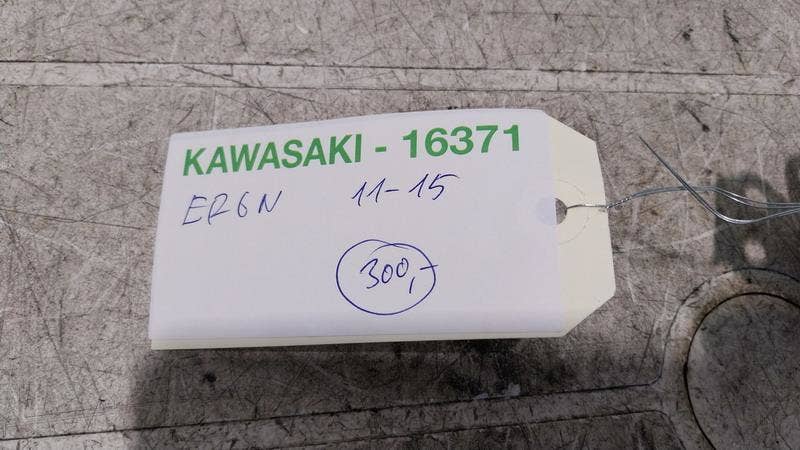 KAWASAKI - 16371
ER6N 11-15
300,-